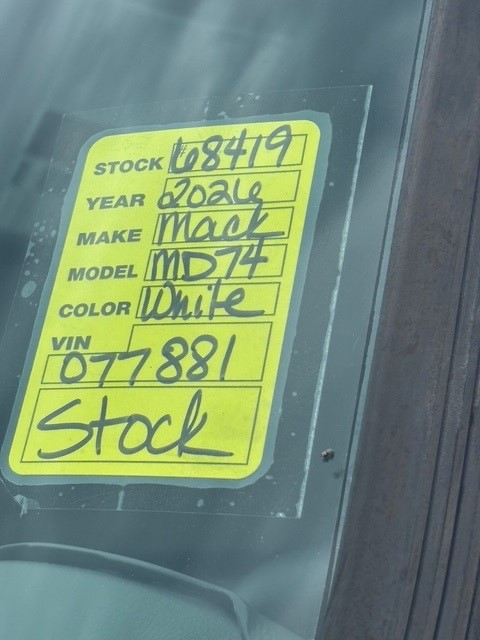 STOCK #68419
YEAR 2026
MAKE Mack
MODEL MD74
COLOR White
VIN
077881
Stock